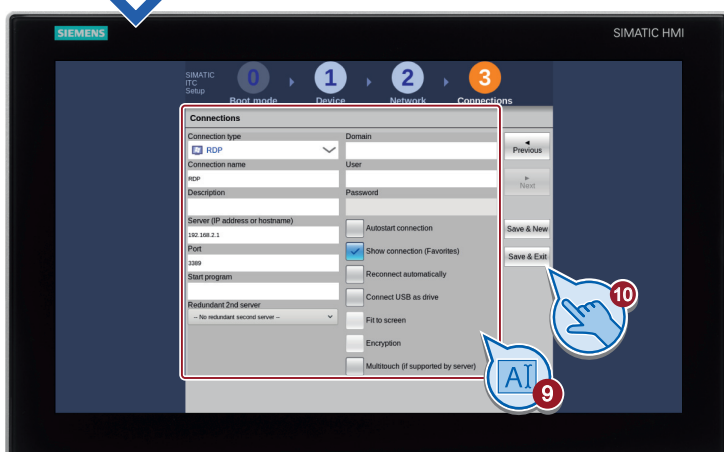 SIEMENS
SIMATIC HMI
SIMATIC
ITC
Setup
0
1
2
3
Boot mode
Device
Network
Connections
Connections
Connection type
RDP
Connection name
RDP
Description
Server (IP address or hostname)
192.168.2.1
Port
3389
Start program
Redundant 2nd server
-- No redundant second server --
Domain
User
Password
Autostart connection
Show connection (Favorites)
Reconnect automatically
Connect USB as drive
Fit to screen
Encryption
Multitouch (if supported by server)
Previous
Next
Save & New
Save & Exit
10
AI
9